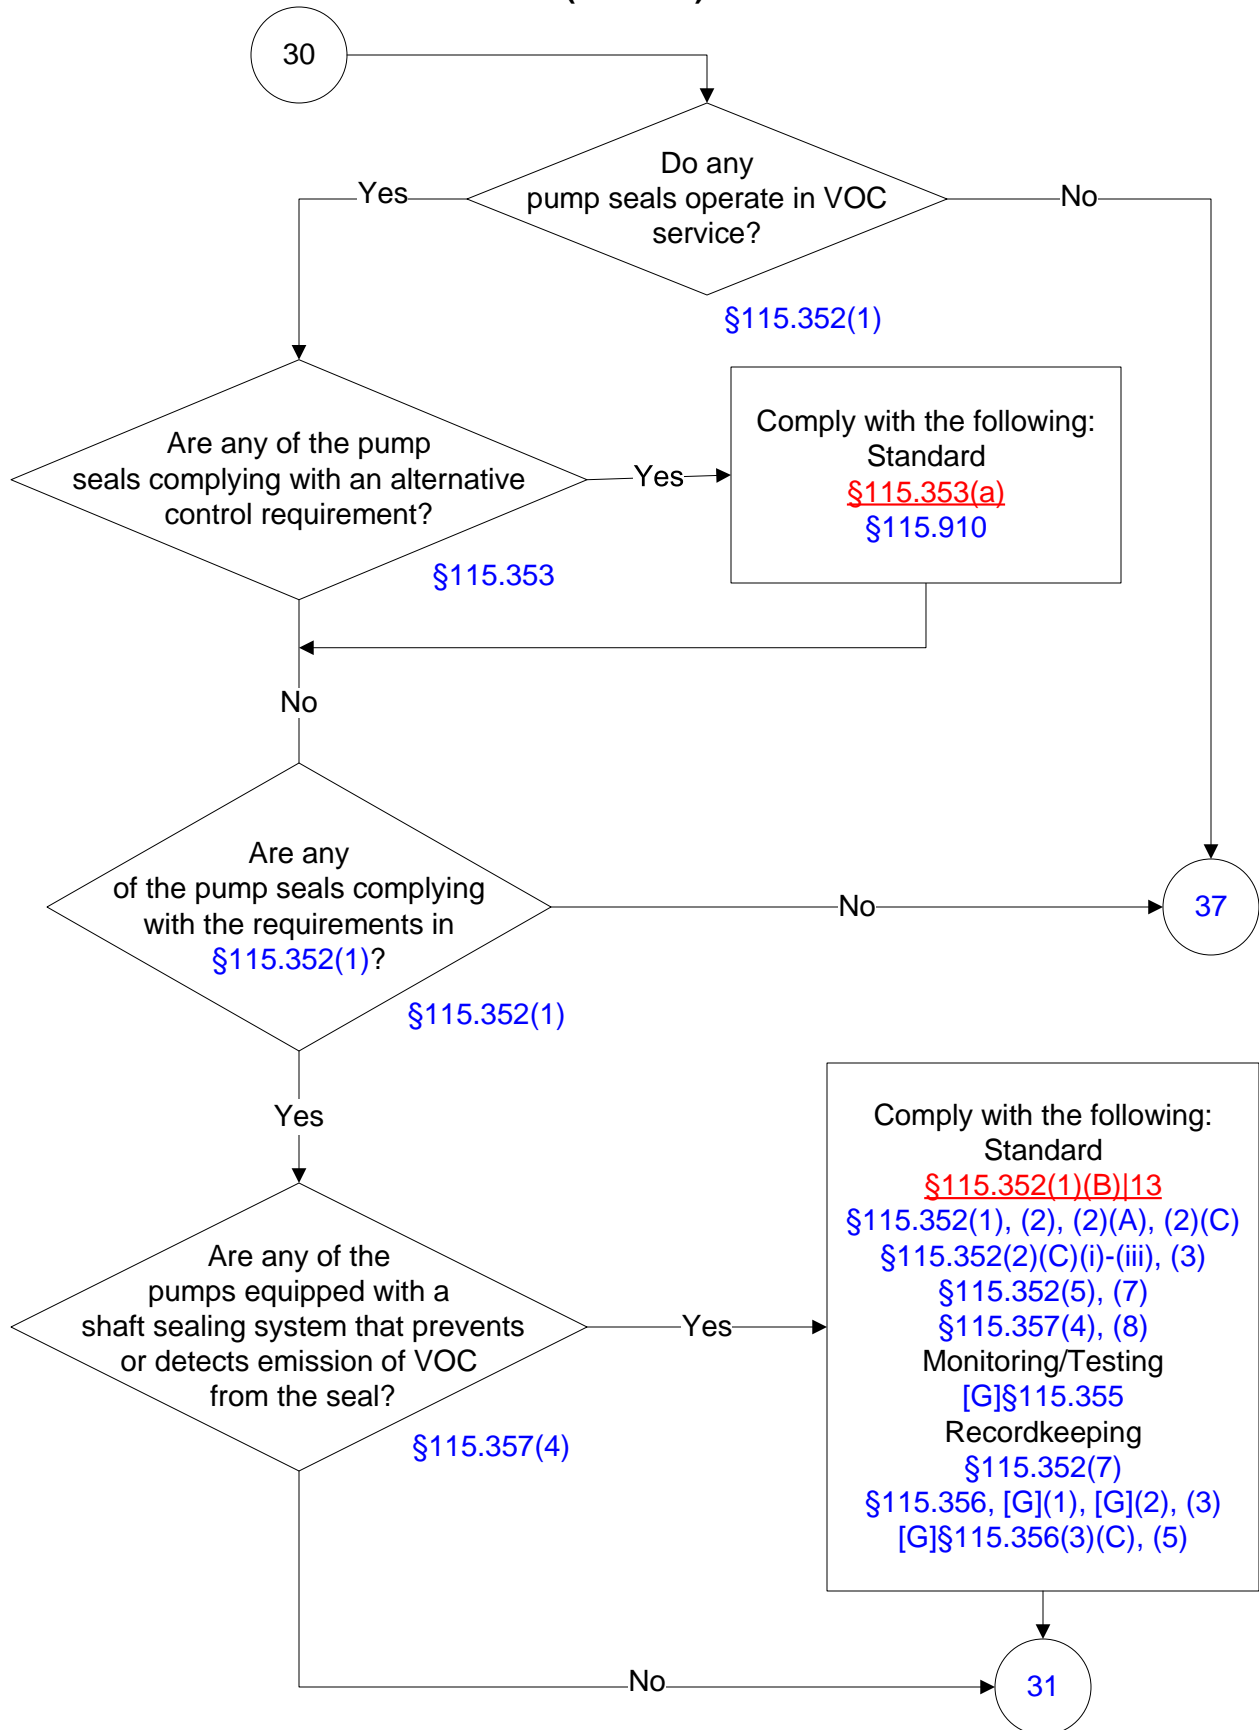 30
Do any
pump seals operate in VOC
service?
Yes
No
§115.352(1)
Are any of the pump
seals complying with an alternative
control requirement?
Yes
§115.353
Comply with the following:
Standard
§115.353(a)
§115.910
No
Are any
of the pump seals complying
with the requirements in
§115.352(1)?
No
37
§115.352(1)
Yes
Are any of the
pumps equipped with a
shaft sealing system that prevents
or detects emission of VOC
from the seal?
Yes
§115.357(4)
Comply with the following:
Standard
§115.352(1)(B)|13
§115.352(1), (2), (2)(A), (2)(C)
§115.352(2)(C)(i)-(iii), (3)
§115.352(5), (7)
§115.357(4), (8)
Monitoring/Testing
[G]§115.355
Recordkeeping
§115.352(7)
§115.356, [G](1), [G](2), (3)
[G]§115.356(3)(C), (5)
No
31